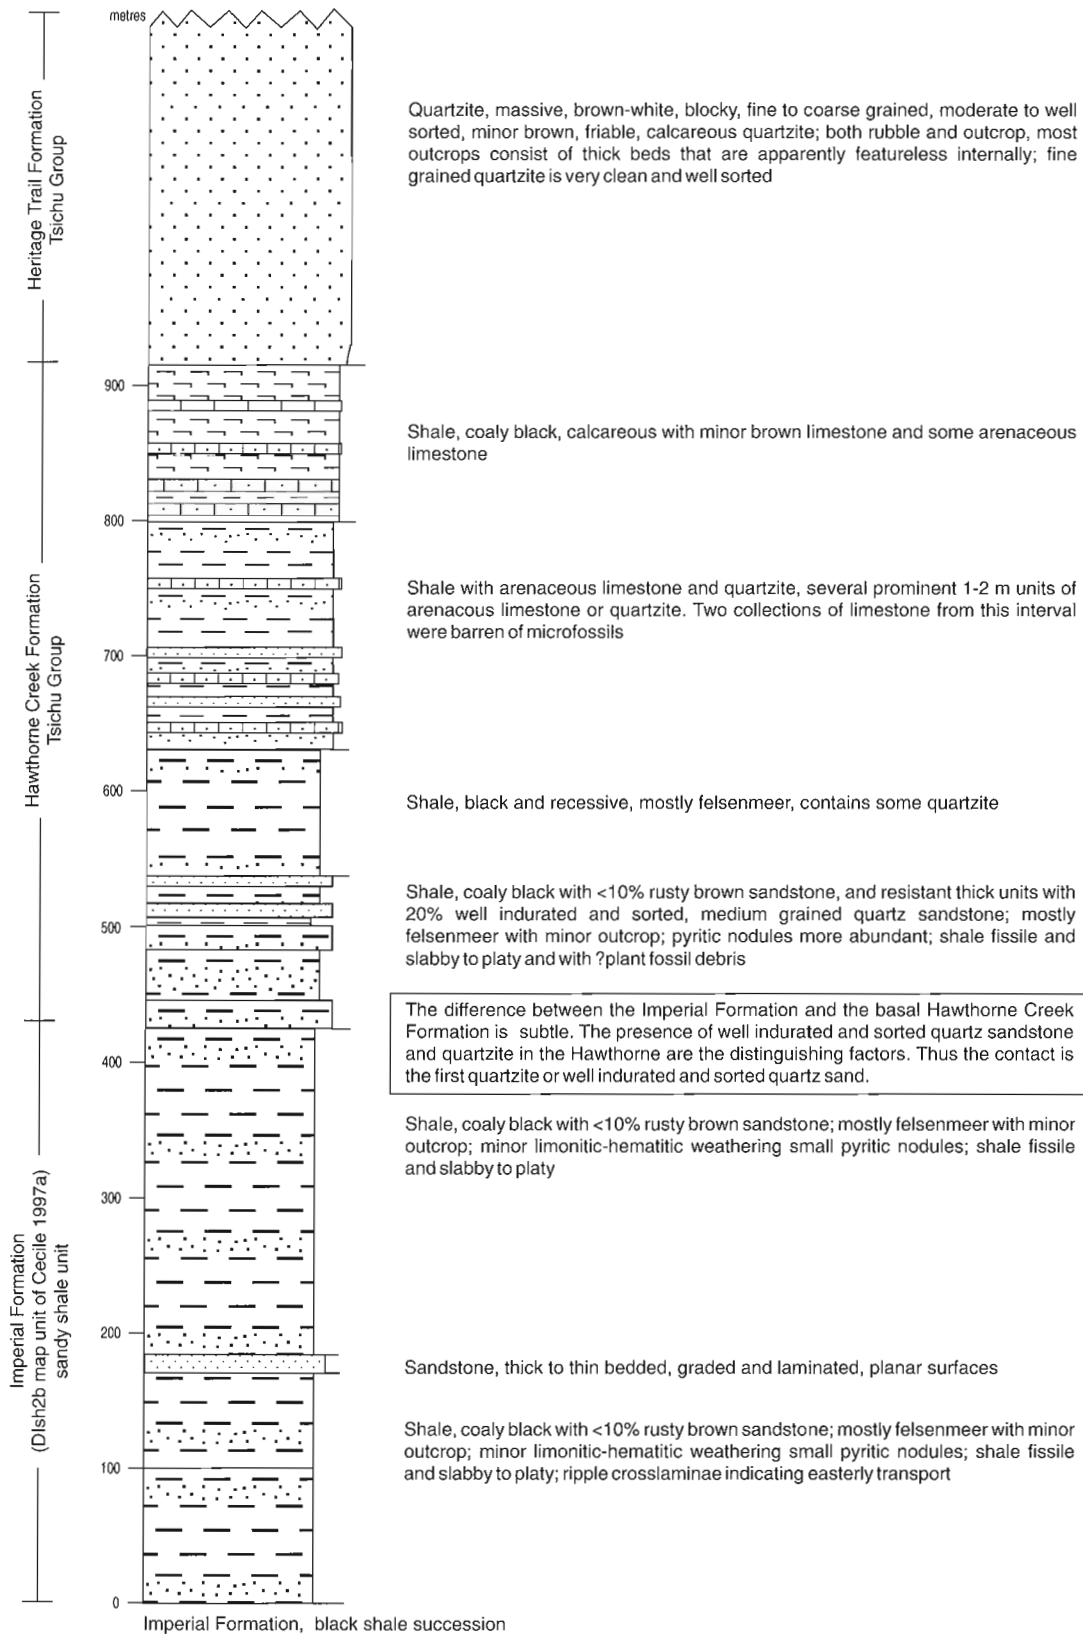 metres
Heritage Trail Formation
Tsichu Group
Quartzite, massive, brown-white, blocky, fine to coarse grained, moderate to well
sorted, minor brown, friable, calcareous quartzite; both rubble and outcrop, most
outcrops consist of thick beds that are apparently featureless internally; fine
grained quartzite is very clean and well sorted
900
Shale, coaly black, calcareous with minor brown limestone and some arenaceous
limestone
800
Hawthorne Creek Formation
Tsichu Group
Shale with arenaceous limestone and quartzite, several prominent 1-2 m units of
arenacous limestone or quartzite. Two collections of limestone from this interval
were barren of microfossils
700
600
Shale, black and recessive, mostly felsenmeer, contains some quartzite
Shale, coaly black with <10% rusty brown sandstone, and resistant thick units with
20% well indurated and sorted, medium grained quartz sandstone; mostly
felsenmeer with minor outcrop; pyritic nodules more abundant; shale fissile and
slabby to platy and with ?plant fossil debris
500
The difference between the Imperial Formation and the basal Hawthorne Creek
Formation is subtle. The presence of well indurated and sorted quartz sandstone
and quartzite in the Hawthorne are the distinguishing factors. Thus the contact is
the first quartzite or well indurated and sorted quartz sand.
400
Shale, coaly black with <10% rusty brown sandstone; mostly felsenmeer with minor
outcrop; minor limonitic-hematitic weathering small pyritic nodules; shale fissile
and slabby to platy
300
Imperial Formation
(DIsh2b map unit of Cecile 1997a)
sandy shale unit
200
Sandstone, thick to thin bedded, graded and laminated, planar surfaces
Shale, coaly black with <10% rusty brown sandstone; mostly felsenmeer with minor
outcrop; minor limonitic-hematitic weathering small pyritic nodules; shale fissile
and slabby to platy; ripple crosslaminae indicating easterly transport
100
0
Imperial Formation, black shale succession